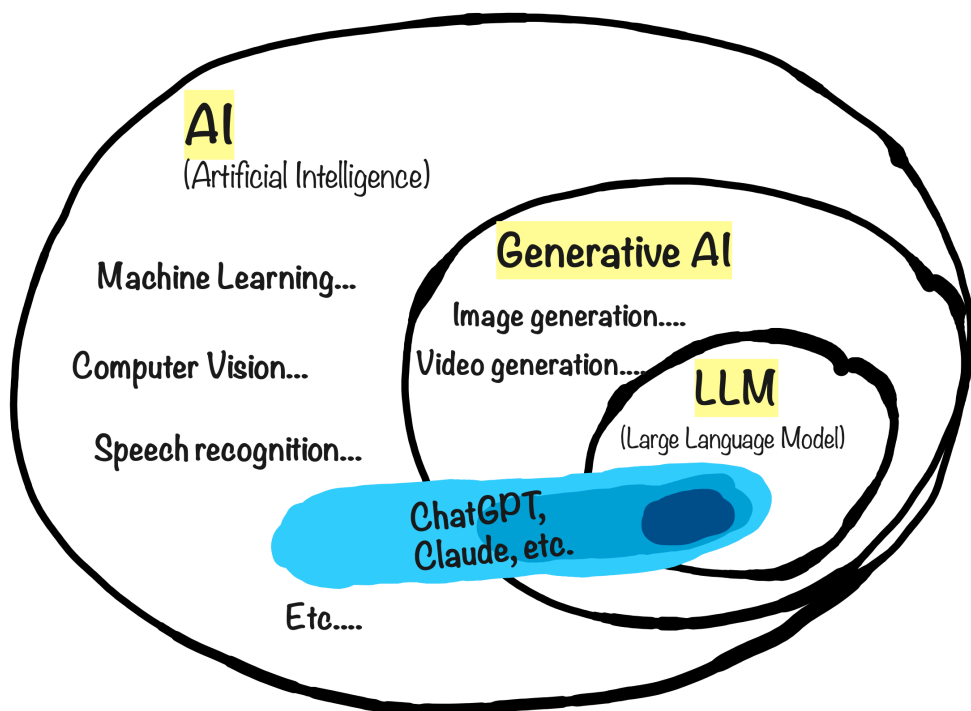 AI
(Artificial Intelligence)
Generative AI
Machine Learning...
Image generation....
Video generation.....
Computer Vision...
LLM
(Large Language Model)
Speech recognition...
ChatGPT,
Claude, etc.
Etc....